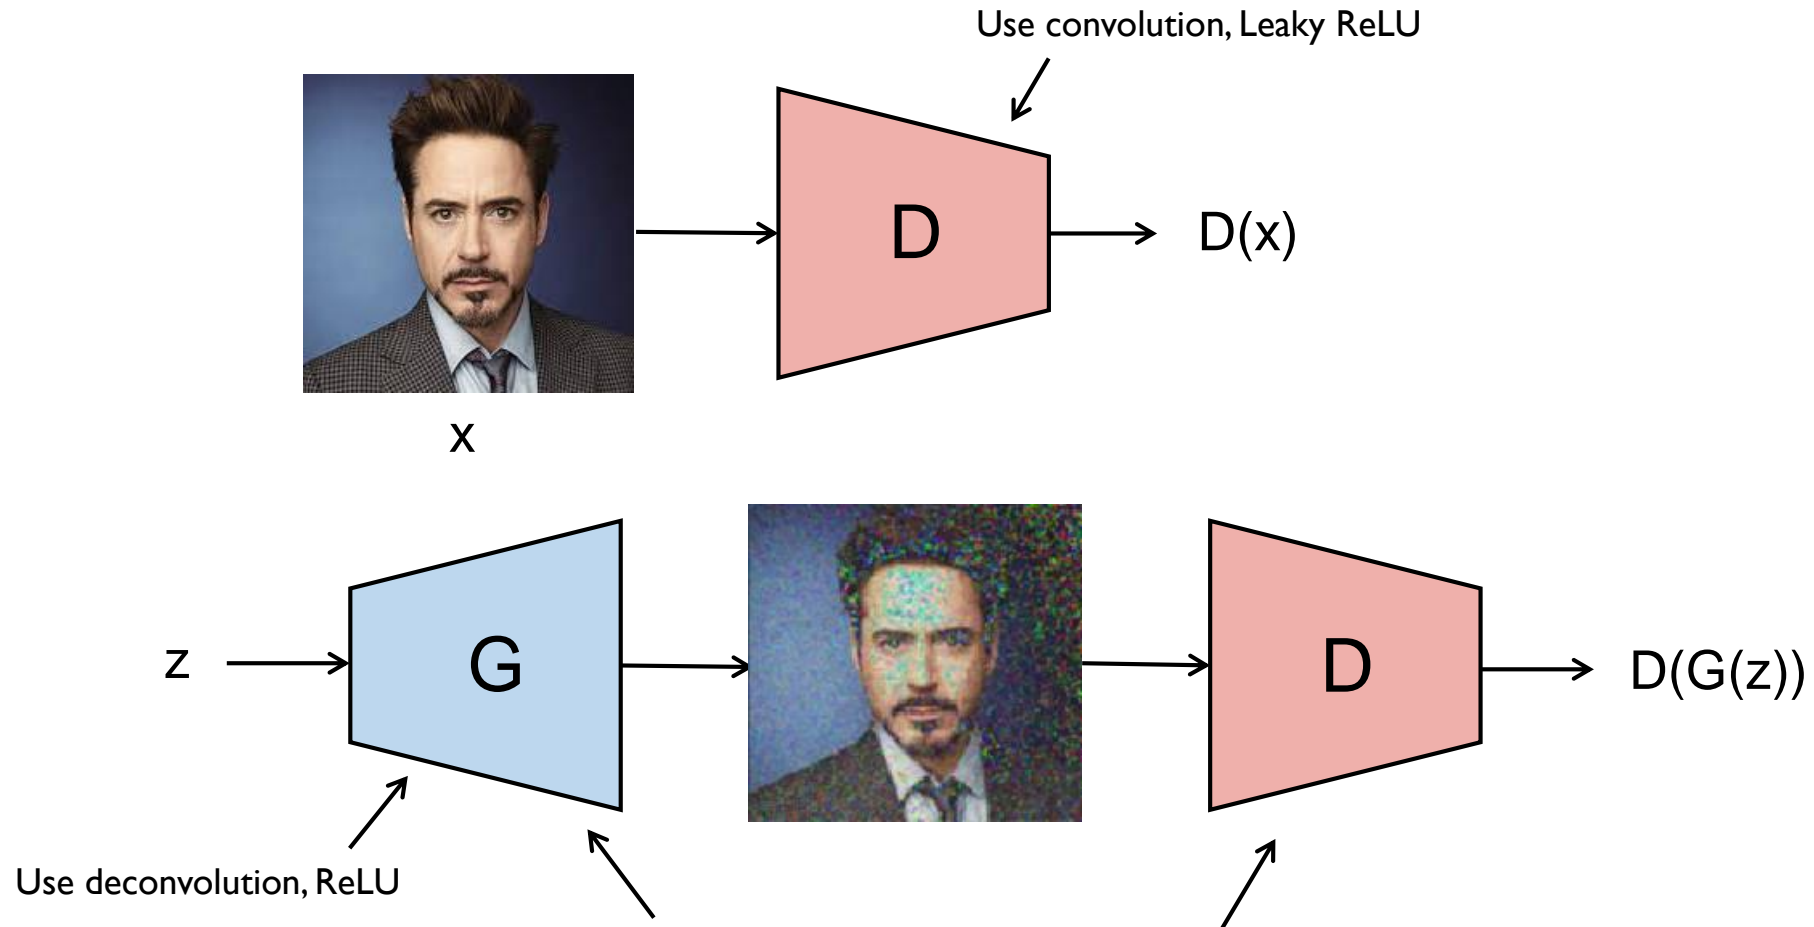 Use convolution, Leaky ReLU
D
D(x)
x
z
G
D
D(G(z))
Use deconvolution, ReLU